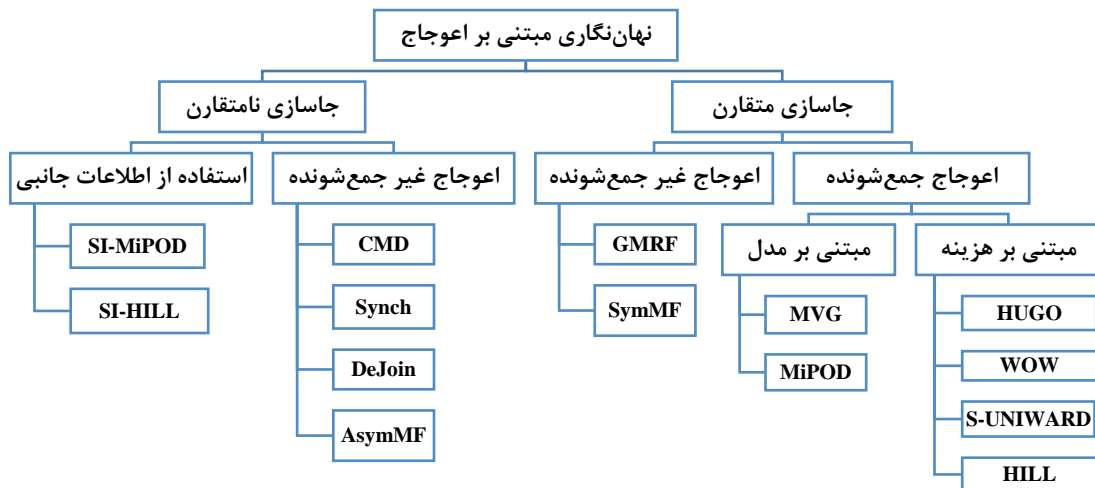 نهان‌نگاری مبتنی بر اعوجاج
جاسازی متقارن
جاسازی نامتقارن
اعوجاج جمع‌شونده
اعوجاج غیر جمع‌شونده
اعوجاج غیر جمع‌شونده
استفاده از اطلاعات جانبی
مبتنی بر هزینه
مبتنی بر مدل
GMRF
CMD
SI-MiPOD
HUGO
MVG
SymMF
Synch
SI-HILL
WOW
MiPOD
DeJoin
S-UNIWARD
AsymMF
HILL